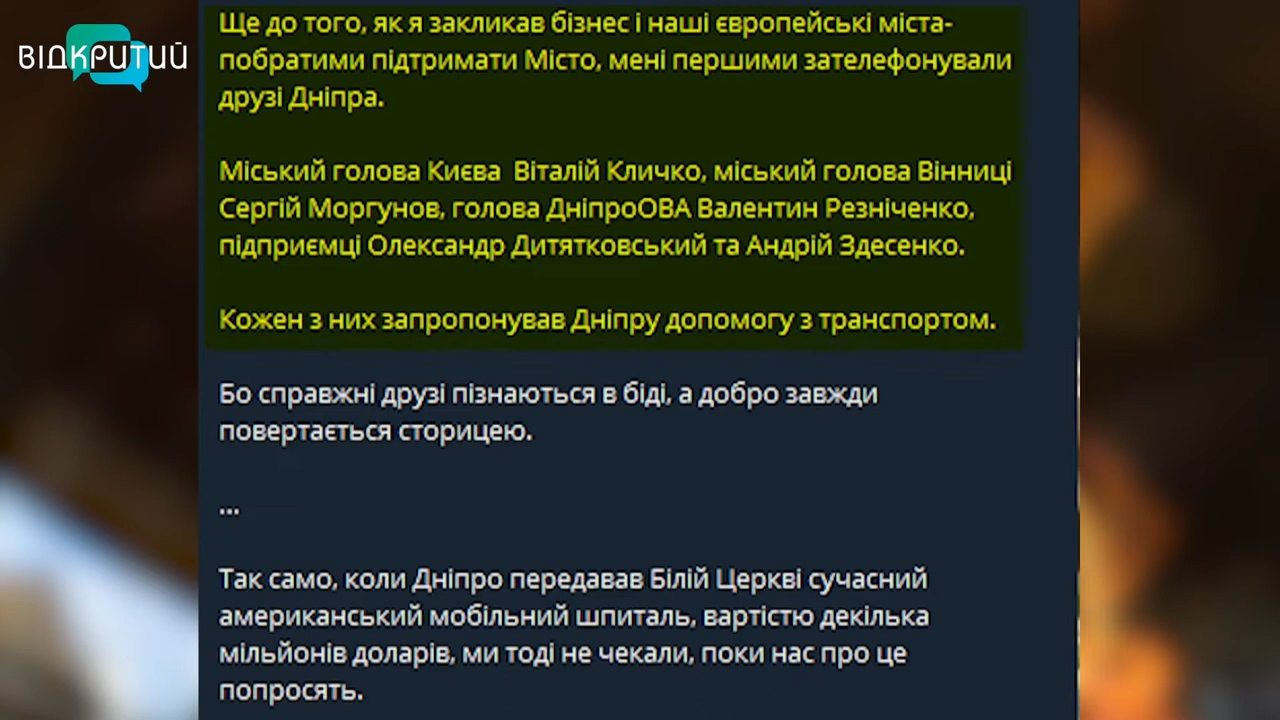 ВІДКРИТИЙ
Ще до того, як я закликав бізнес і наші європейські міста-
побратими підтримати Місто, мені першими зателефонували
друзі Дніпра.
Міський голова Києва Віталій Кличко, міський голова Вінниці
Сергій Моргунов, голова ДніпроОВА Валентин Резніченко,
підприємці Олександр Дитятковський та Андрій Здесенко.
Кожен з них запропонував Дніпру допомогу з транспортом.
Бо справжні друзі пізнаються в біді, а добро завжди
повертається сторицею.
...
Так само, коли Дніпро передавав Білій Церкві сучасний
американський мобільний шпиталь, вартістю декілька
мільйонів доларів, ми тоді не чекали, поки нас про це
попросять.